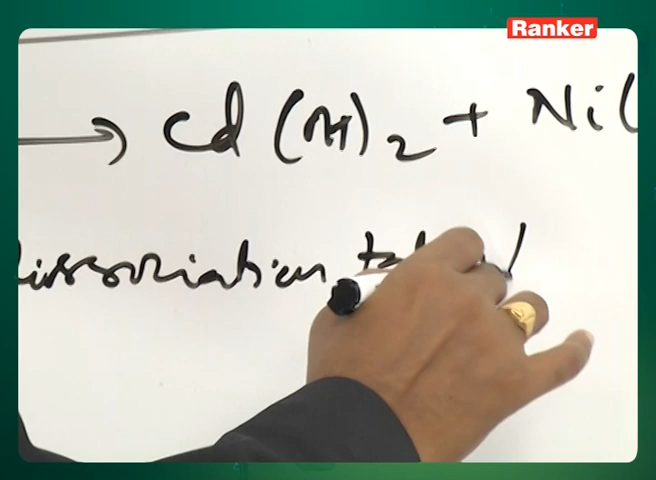 Ranker
→ Cd(OH)2 + Ni(
dissociation